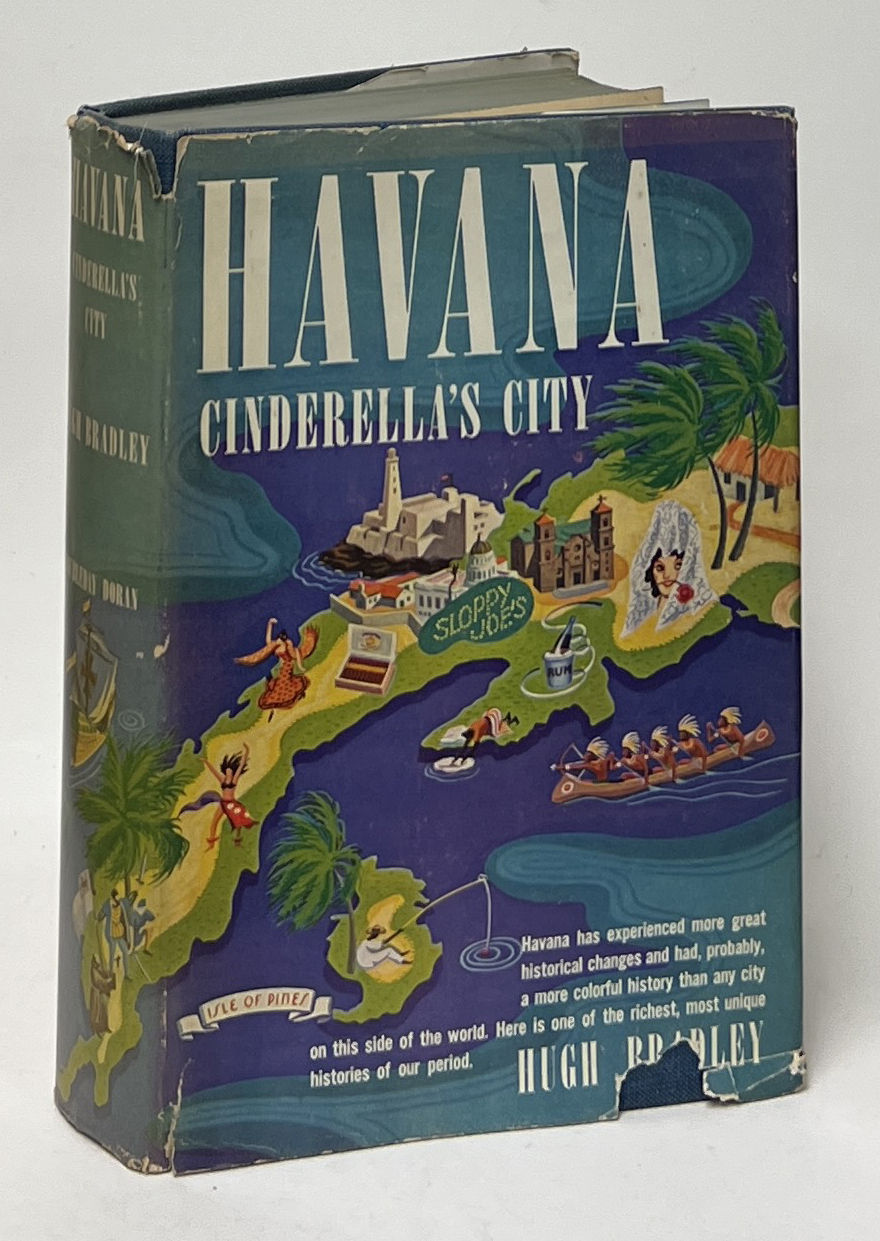 HAVANA
CINDERELLA'S
CITY
BRADLEY
DORAN
HAVANA
CINDERELLA'S CITY
SLOPPY
JOE'S
RUM
ISLE OF PINES
Havana has experienced more great
historical changes and had, probably,
a more colorful history than any city
on this side of the world. Here is one of the richest, most unique
histories of our period.
HUGH BRADLEY